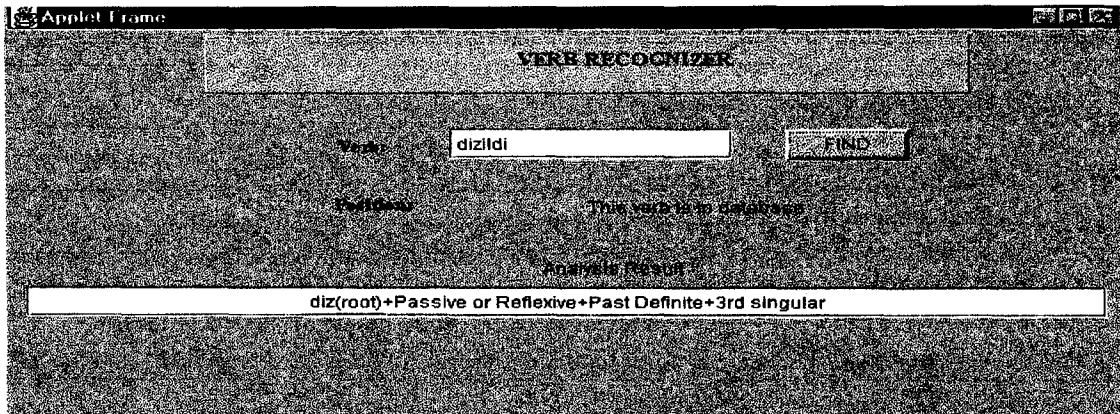 Applet Frame
VERB RECOGNIZER
Verb: dizildi FIND
Position: This verb is in database
Analysis Result
diz(root)+Passive or Reflexive+Past Definite+3rd singular